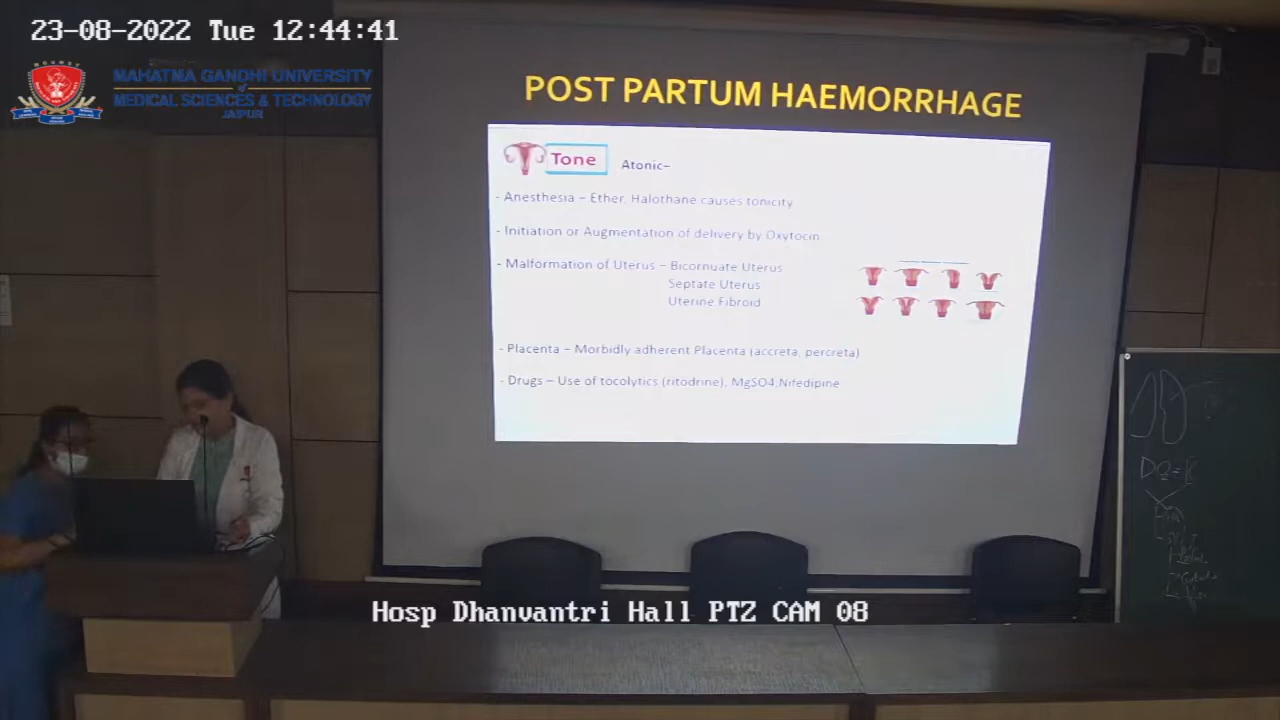 23-08-2022 Tue 12:44:41
MAHATMA GANDHI UNIVERSITY
of
MEDICAL SCIENCES & TECHNOLOGY
JAIPUR
POST PARTUM HAEMORRHAGE
Tone Atonic–
- Anesthesia – Ether, Halothane causes tonicity
- Initiation or Augmentation of delivery by Oxytocin
- Malformation of Uterus – Bicornuate Uterus
Septate Uterus
Uterine Fibroid
- Placenta – Morbidly adherent Placenta (accreta, percreta)
- Drugs – Use of tocolytics (ritodrine), MgSO4,Nifedipine
Hosp Dhanvantri Hall PTZ CAM 08